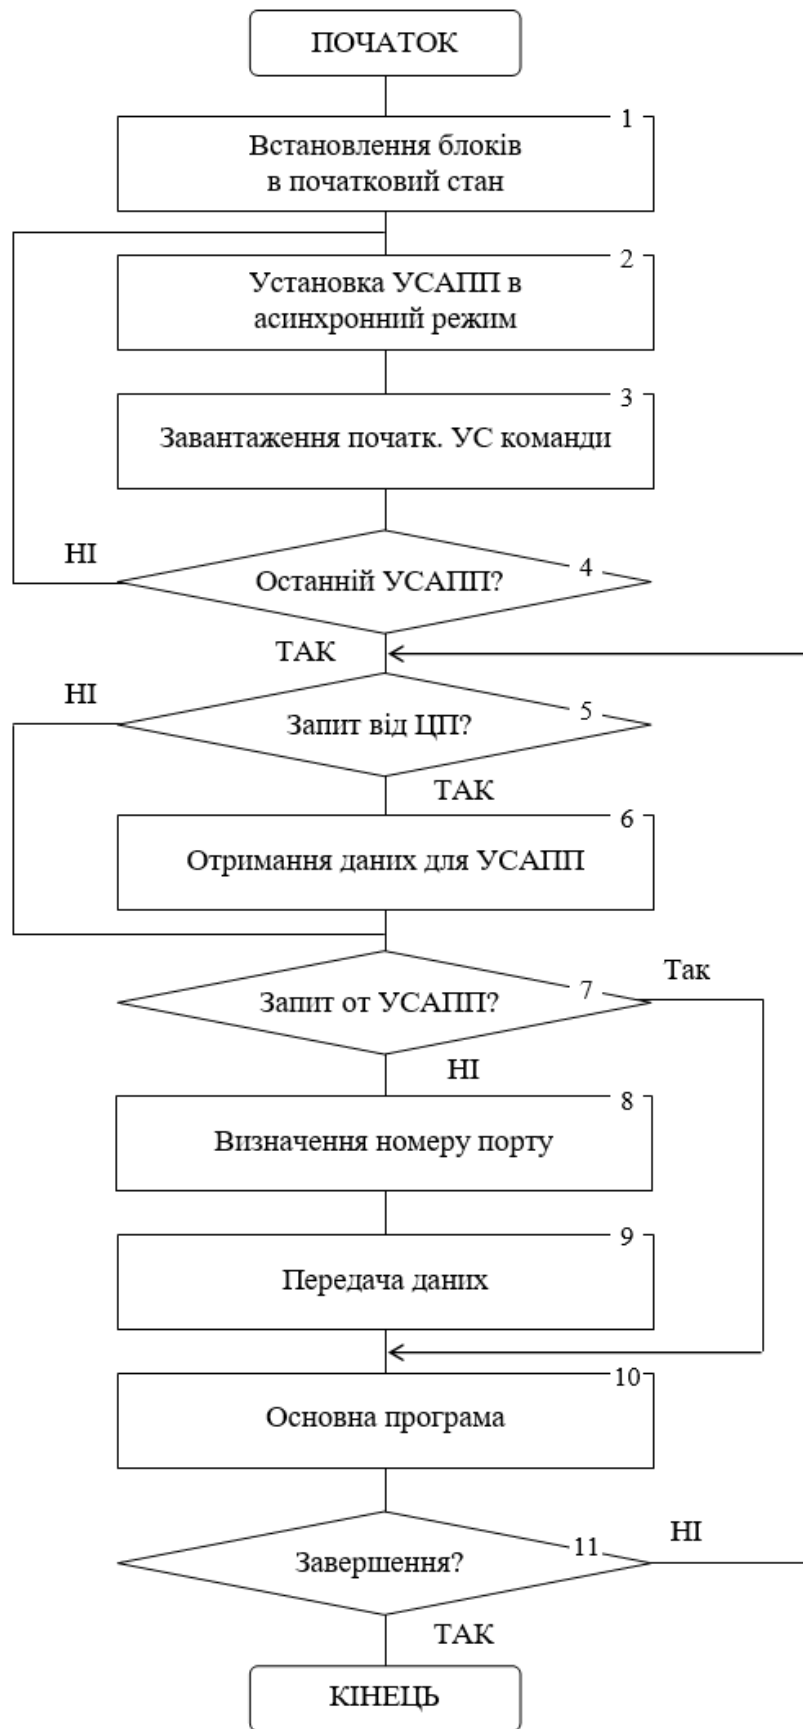 ПОЧАТОК
1
Встановлення блоків
в початковий стан
2
Установка УСАПП в
асинхронний режим
3
Завантаження початк. УС команди
НІ
4
Останній УСАПП?
ТАК
НІ
5
Запит від ЦП?
ТАК
6
Отримання даних для УСАПП
Так
7
Запит от УСАПП?
НІ
8
Визначення номеру порту
9
Передача даних
10
Основна програма
НІ
11
Завершення?
ТАК
КІНЕЦЬ